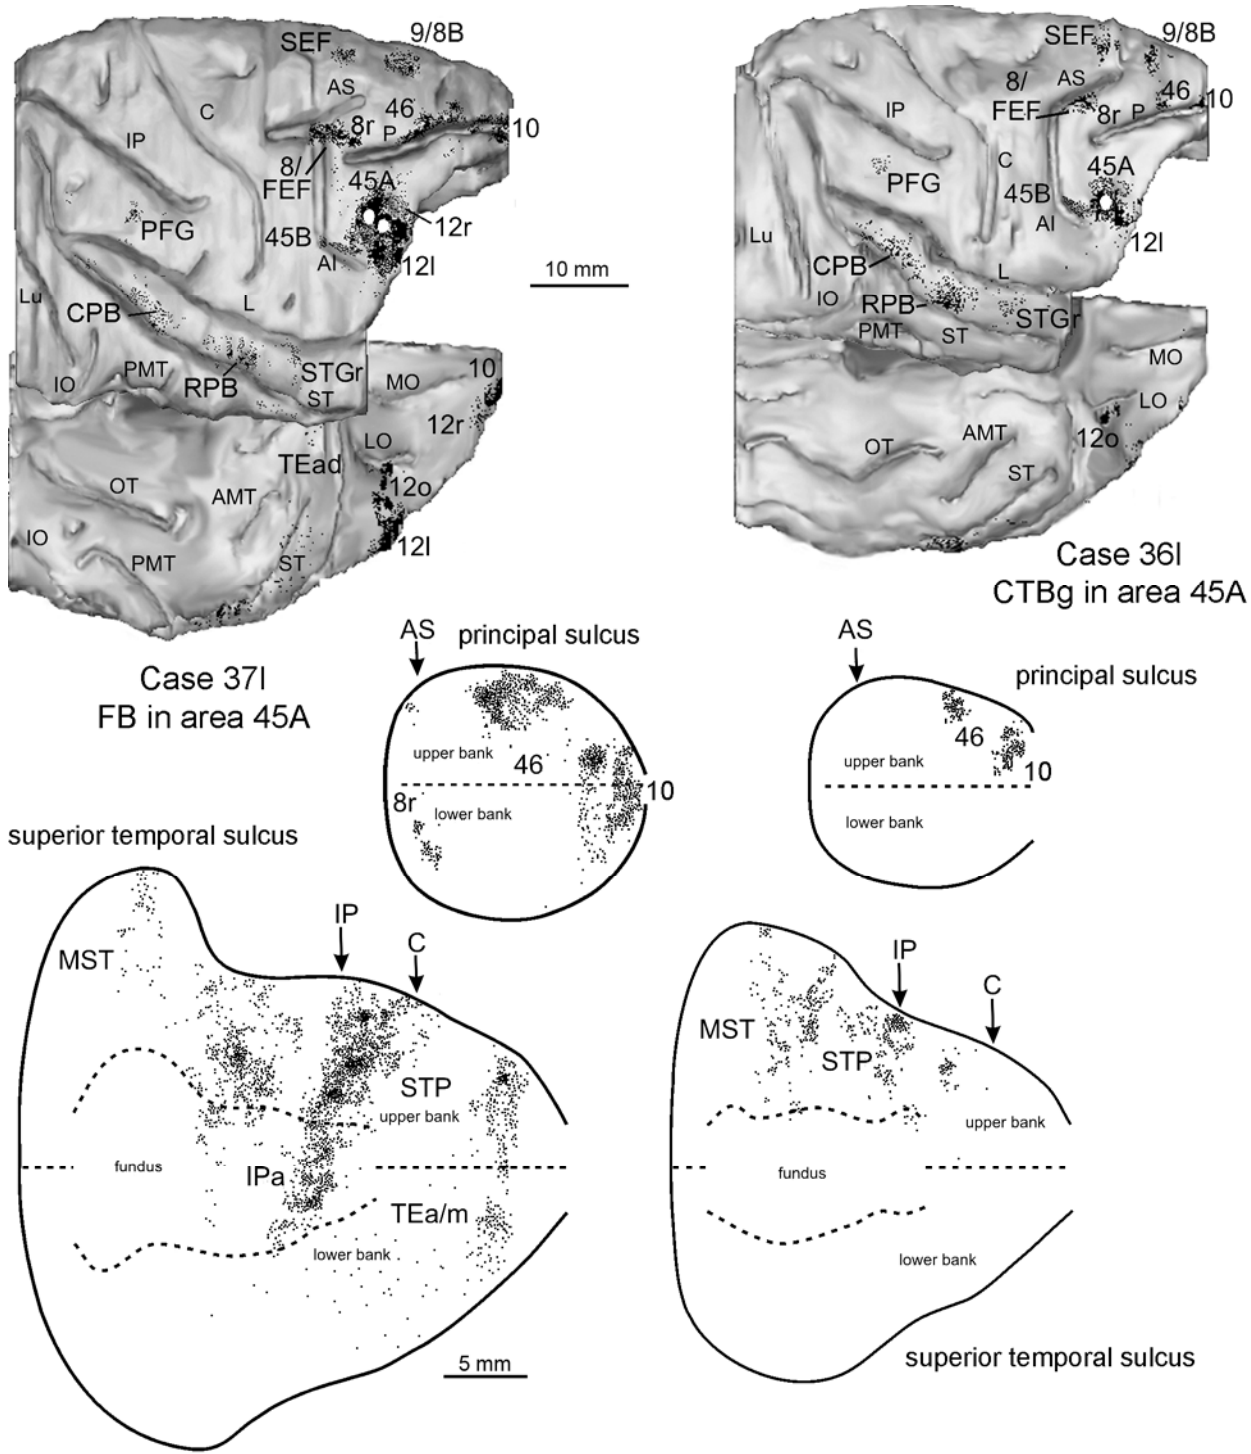 SEF
9/8B
AS
46
C
8r
P
10
IP
8/
FEF
45A
PFG
12r
45B
AI
12l
10 mm
Lu
CPB
L
IO
PMT
RPB
STGr
ST
MO
10
12r
LO
TEad
OT
AMT
12o
IO
PMT
ST
12l
Case 37l
FB in area 45A
SEF
9/8B
8/
FEF
AS
46
10
IP
8r
P
C
45A
PFG
45B
AI
Lu
12l
CPB
L
IO
RPB
STGr
PMT
ST
MO
LO
OT
AMT
12o
ST
Case 36l
CTBg in area 45A
AS
principal sulcus
upper bank
46
10
8r
lower bank
AS
principal sulcus
46
upper bank
10
lower bank
superior temporal sulcus
IP
C
MST
STP
upper bank
fundus
IPa
TEa/m
lower bank
5 mm
IP
C
MST
STP
upper bank
fundus
lower bank
superior temporal sulcus